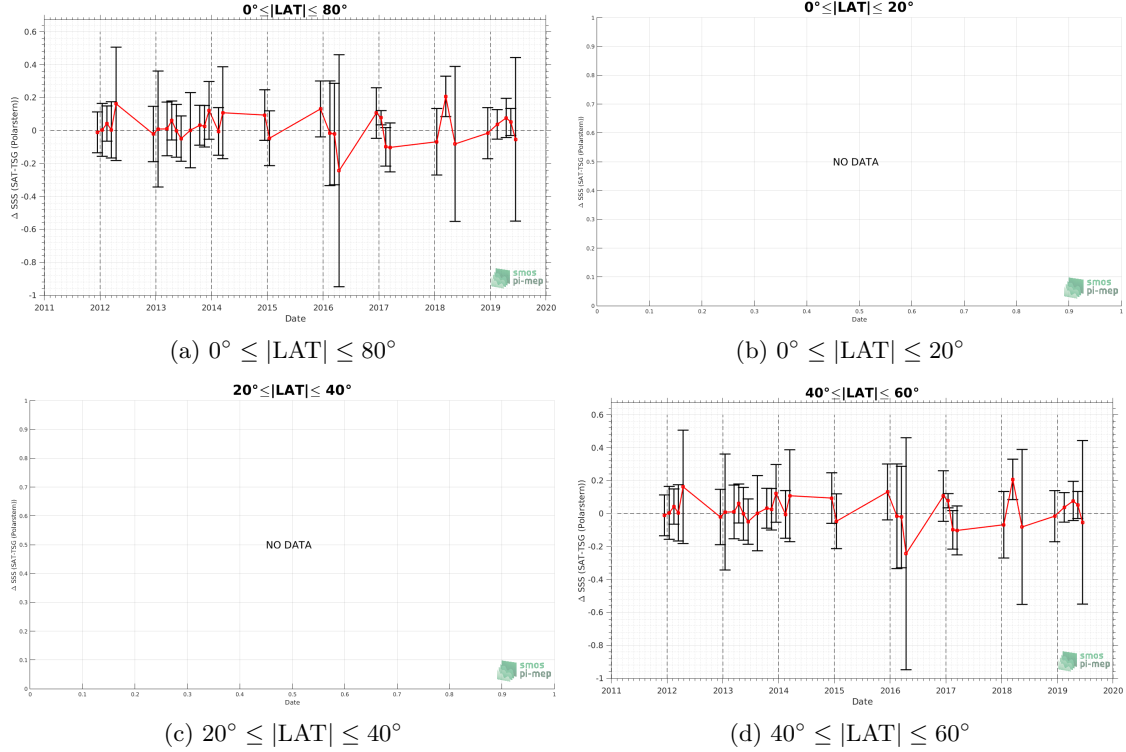 0°≤|LAT|≤ 80°
Δ SSS (SAT-TSG (Polarstern))
0.6
0.4
0.2
0
-0.2
-0.4
-0.6
-0.8
-1
2011 2012 2013 2014 2015 2016 2017 2018 2019 2020
Date
smos
pi-mep
(a) 0° ≤ |LAT| ≤ 80°
0°≤|LAT|≤ 20°
Δ SSS (SAT-TSG (Polarstern))
1
0.9
0.8
0.7
0.6
0.5
0.4
0.3
0.2
0.1
0
NO DATA
0 0.1 0.2 0.3 0.4 0.5 0.6 0.7 0.8 0.9 1
Date
smos
pi-mep
(b) 0° ≤ |LAT| ≤ 20°
20°≤|LAT|≤ 40°
Δ SSS (SAT-TSG (Polarstern))
1
0.9
0.8
0.7
0.6
0.5
0.4
0.3
0.2
0.1
0
NO DATA
0 0.1 0.2 0.3 0.4 0.5 0.6 0.7 0.8 0.9 1
Date
smos
pi-mep
(c) 20° ≤ |LAT| ≤ 40°
40°≤|LAT|≤ 60°
Δ SSS (SAT-TSG (Polarstern))
0.6
0.4
0.2
0
-0.2
-0.4
-0.6
-0.8
-1
2011 2012 2013 2014 2015 2016 2017 2018 2019 2020
Date
smos
pi-mep
(d) 40° ≤ |LAT| ≤ 60°